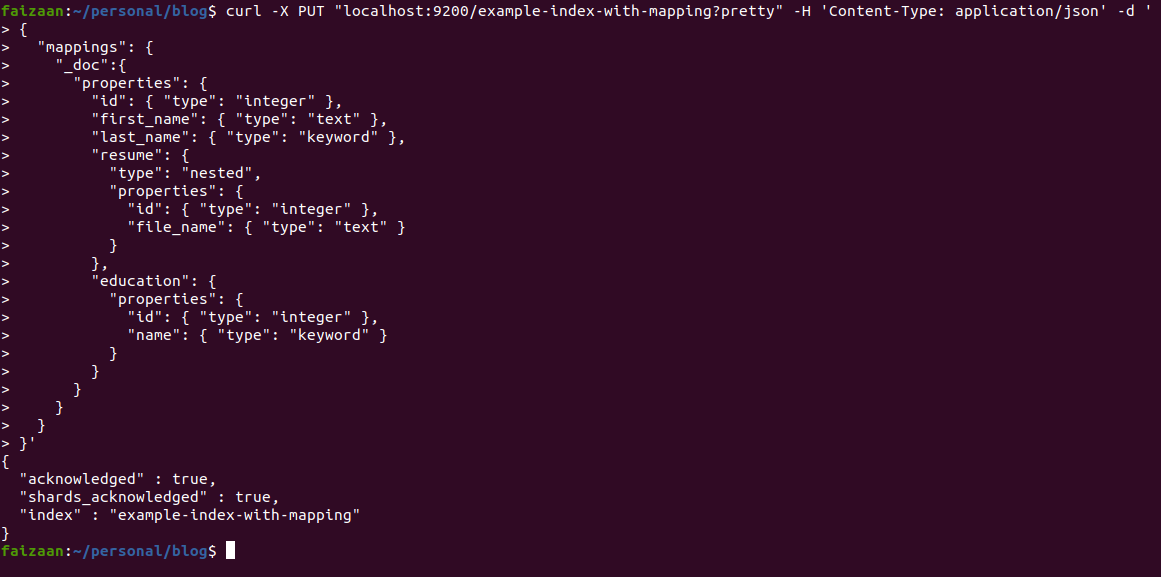 faizaan:~/personal/blog$ curl -X PUT "localhost:9200/example-index-with-mapping?pretty" -H 'Content-Type: application/json' -d '
> {
>   "mappings": {
>     "_doc":{
>       "properties": {
>         "id": { "type": "integer" },
>         "first_name": { "type": "text" },
>         "last_name": { "type": "keyword" },
>         "resume": {
>           "type": "nested",
>           "properties": {
>             "id": { "type": "integer" },
>             "file_name": { "type": "text" }
>           }
>         },
>         "education": {
>           "properties": {
>             "id": { "type": "integer" },
>             "name": { "type": "keyword" }
>           }
>         }
>       }
>     }
>   }
> }'
{
  "acknowledged" : true,
  "shards_acknowledged" : true,
  "index" : "example-index-with-mapping"
}
faizaan:~/personal/blog$